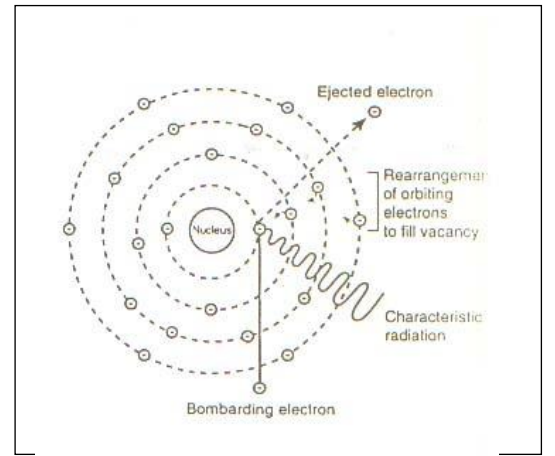 Ejected electron
Rearrangemer
of orbiting
electrons
to fill vacancy
Nucleus
Characteristic
radiation
Bombarding electron